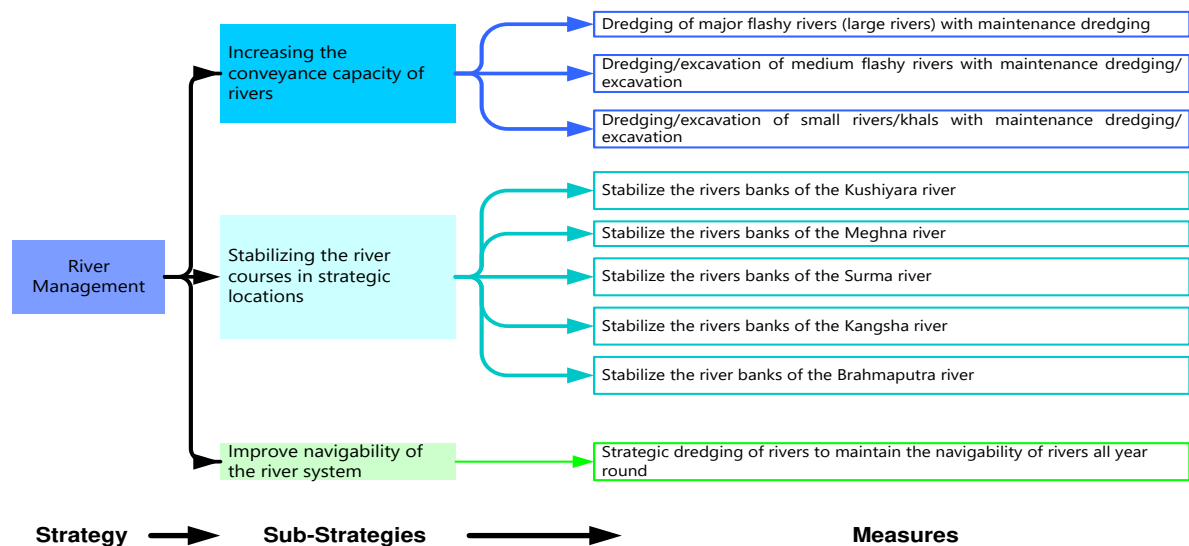 River
Management
Increasing the
conveyance capacity of
rivers
Dredging of major flashy rivers (large rivers) with maintenance dredging
Dredging/excavation of medium flashy rivers with maintenance dredging/
excavation
Dredging/excavation of small rivers/khals with maintenance dredging/
excavation
Stabilizing the river
courses in strategic
locations
Stabilize the rivers banks of the Kushiyara river
Stabilize the rivers banks of the Meghna river
Stabilize the rivers banks of the Surma river
Stabilize the rivers banks of the Kangsha river
Stabilize the river banks of the Brahmaputra river
Improve navigability of
the river system
Strategic dredging of rivers to maintain the navigability of rivers all year
round
Strategy
Sub-Strategies
Measures